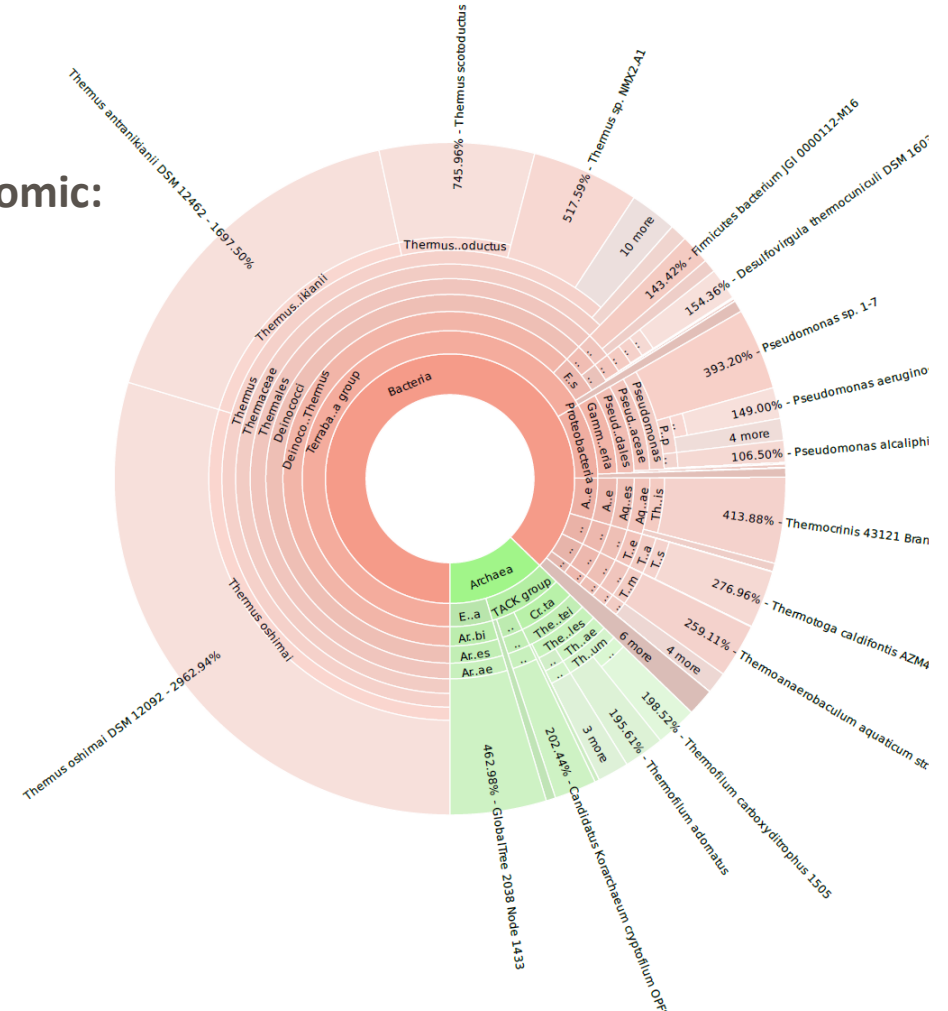 omic:
Thermus antranikianii DSM 12462 - 1697.50%
745.96% - Thermus scotoductus
517.59% - Thermus sp. NMX2.A1
10 more
143.42% - Firmicutes bacterium JGI 0000112-M16
154.36% - Desulfovirgula thermocuniculi DSM 1603
393.20% - Pseudomonas sp. 1-7
149.00% - Pseudomonas aerugino
4 more
106.50% - Pseudomonas alcaliphi
413.88% - Thermocrinis 43121 Bran
276.96% - Thermotoga caldifontis AZM4
259.11% - Thermoanaerobaculum aquaticum str
4 more
6 more
198.52% - Thermofilum carboxyditrophus 1505
195.61% - Thermofilum adornatus
3 more
202.44% - Candidatus Korarchaeum cryptofilum OPF
462.98% - GlobalTree 2038 Node 1433
Thermus oshimai DSM 12092 - 2962.94%
Thermus oshimai
Thermus..ikianii
Thermus..oductus
Thermus
Thermaceae
Thermales
Deinococci
Deinoco..Thermus
Terraba..a group
Bacteria
F..s
Proteobacteria
Gamm..eria
Pseud..dales
Pseud..aceae
Pseudomonas
P..p
A..e
A..e
Aq..es
Aq..ae
Th..is
T..e
T..a
T..s
T..m
Archaea
E..a
Ar..bi
Ar..es
Ar..ae
TACK group
Cr..ta
The..tei
The..les
Th..ae
Th..um